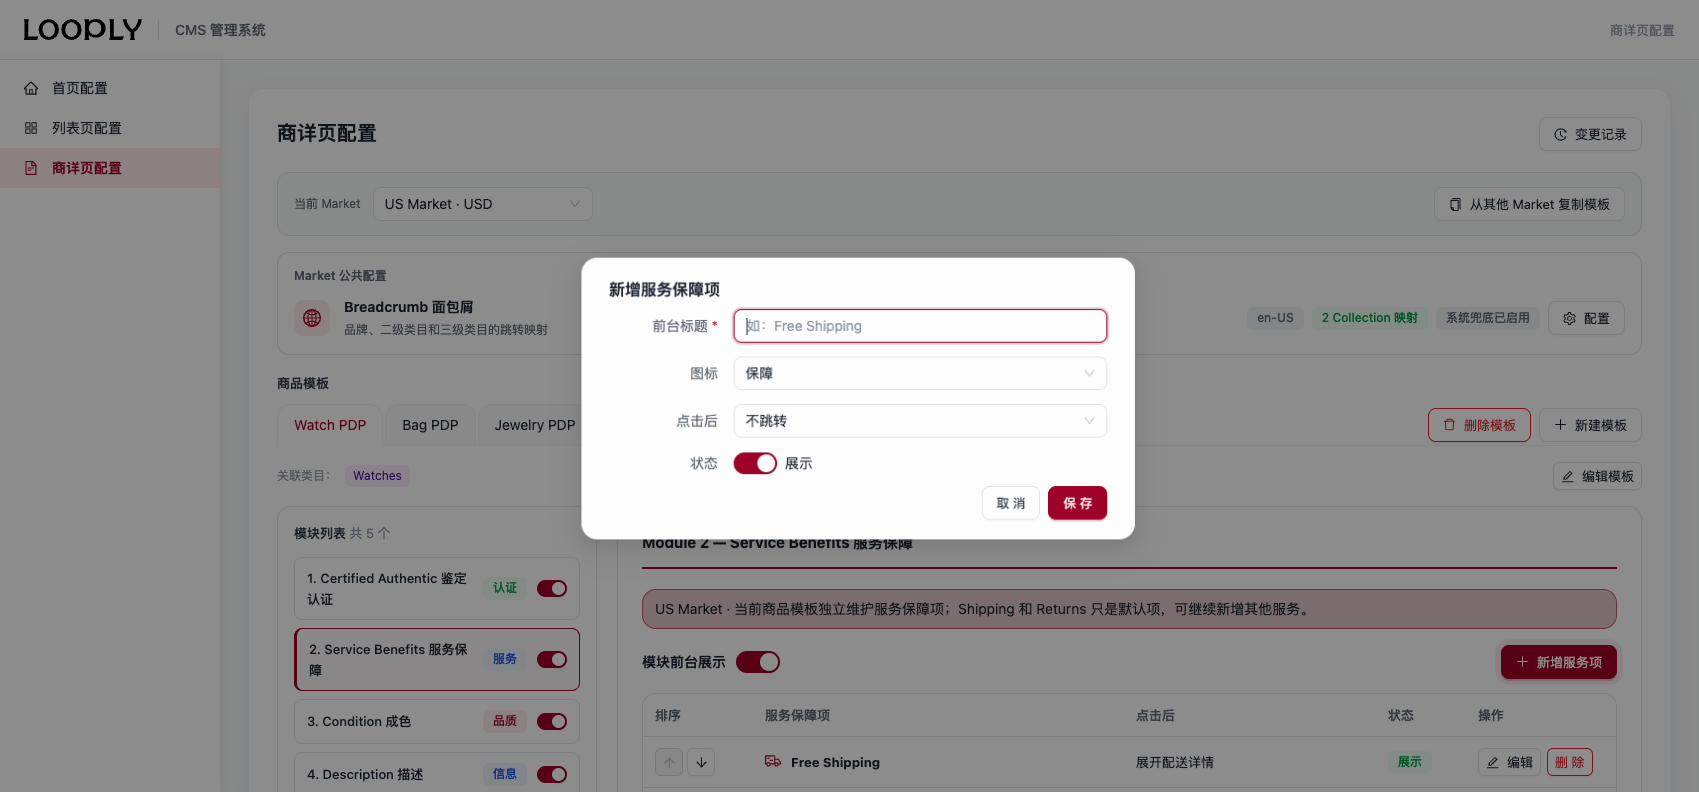 LOOPLY CMS 管理系统 商详页配置
首页配置
列表页配置
商详页配置
商详页配置 变更记录
当前 Market US Market · USD 从其他 Market 复制模板
Market 公共配置
Breadcrumb 面包屑
品牌、二级类目和三级类目的跳转映射
en-US 2 Collection 映射 系统兜底已启用 配置
商品模板
Watch PDP Bag PDP Jewelry PDP 删除模板 新建模板
关联类目: Watches 编辑模板
新增服务保障项
前台标题 * 如：Free Shipping
图标 保障
点击后 不跳转
状态 展示
取 消 保 存
模块列表 共 5 个
1. Certified Authentic 鉴定
认证
认证
2. Service Benefits 服务保
障
服务
3. Condition 成色 品质
4. Description 描述 信息
Module 2 — Service Benefits 服务保障
US Market · 当前商品模板独立维护服务保障项；Shipping 和 Returns 只是默认项，可继续新增其他服务。
模块前台展示 新增服务项
排序 服务保障项 点击后 状态 操作
Free Shipping 展开配送详情 展示 编辑 删 除